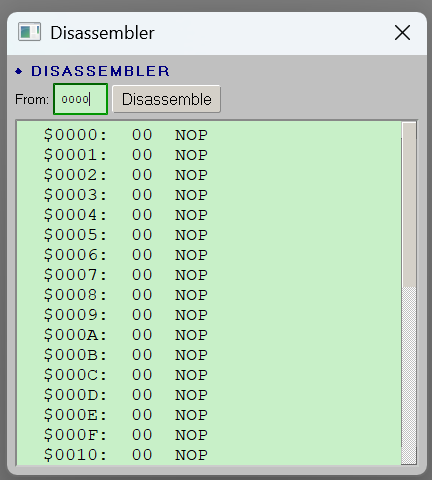 Disassembler
DISASSEMBLER
From: 0000 Disassemble
$0000: 00 NOP
$0001: 00 NOP
$0002: 00 NOP
$0003: 00 NOP
$0004: 00 NOP
$0005: 00 NOP
$0006: 00 NOP
$0007: 00 NOP
$0008: 00 NOP
$0009: 00 NOP
$000A: 00 NOP
$000B: 00 NOP
$000C: 00 NOP
$000D: 00 NOP
$000E: 00 NOP
$000F: 00 NOP
$0010: 00 NOP